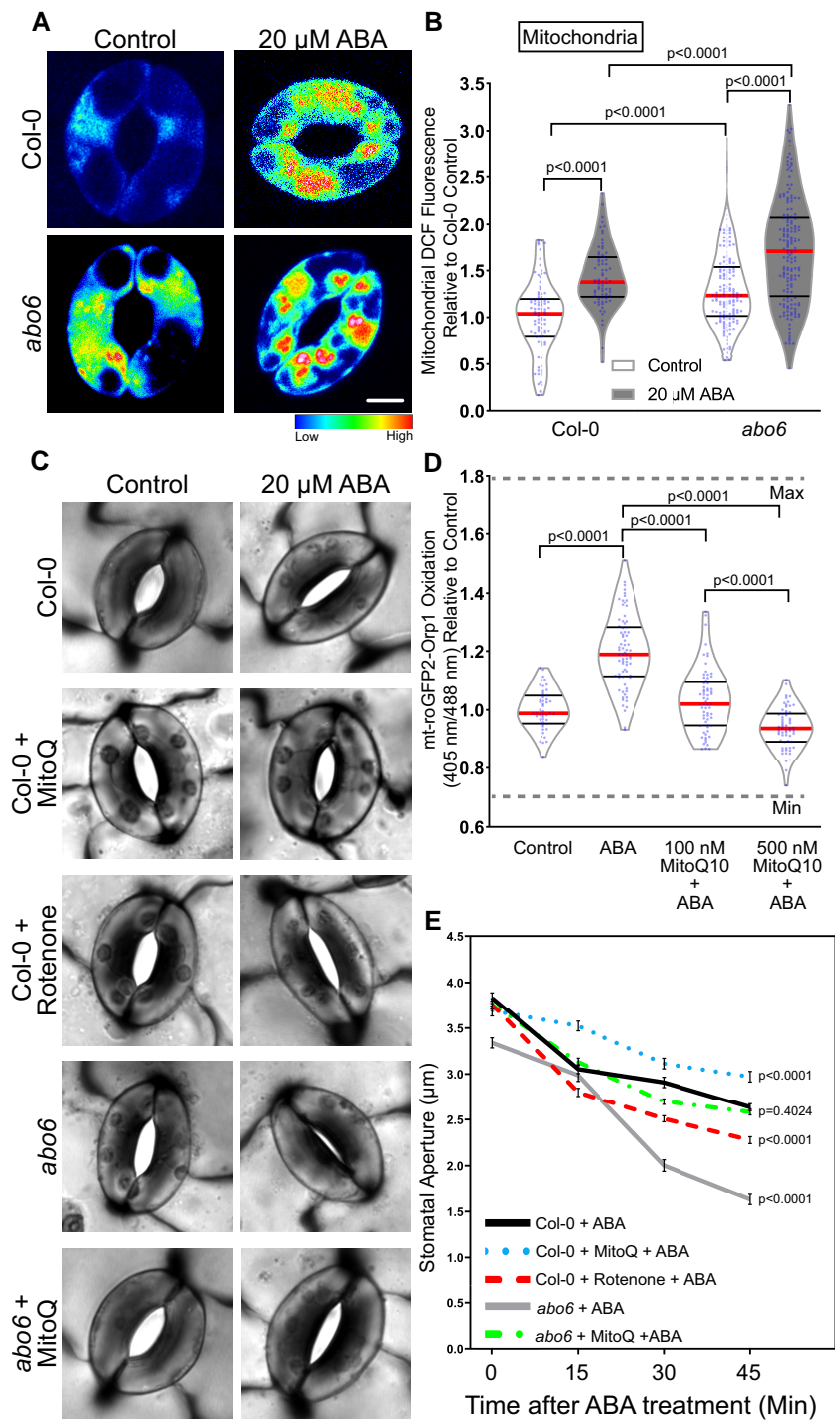 A
Control
20 µM ABA
Col-0
abo6
Low
High
B
Mitochondria
Mitochondrial DCF Fluorescence
Relative to Col-0 Control
3.5
3.0
2.5
2.0
1.5
1.0
0.5
0.0
p<0.0001
p<0.0001
p<0.0001
p<0.0001
Control
20 µM ABA
Col-0
abo6
C
Control
20 µM ABA
Col-0
Col-0 +
MitoQ
Col-0 +
Rotenone
abo6
abo6 +
MitoQ
D
mt-roGFP2-Orp1 Oxidation
(405 nm/488 nm) Relative to Control
1.8
1.6
1.4
1.2
1.0
0.8
0.6
Max
p<0.0001
p<0.0001
p<0.0001
p<0.0001
Min
Control
ABA
100 nM
MitoQ10
+
ABA
500 nM
MitoQ10
+
ABA
E
Stomatal Aperture (µm)
4.5
4.0
3.5
3.0
2.5
2.0
1.5
1.0
0.5
0.0
p<0.0001
p=0.4024
p<0.0001
p<0.0001
Col-0 + ABA
Col-0 + MitoQ + ABA
Col-0 + Rotenone + ABA
abo6 + ABA
abo6 + MitoQ +ABA
0
15
30
45
Time after ABA treatment (Min)